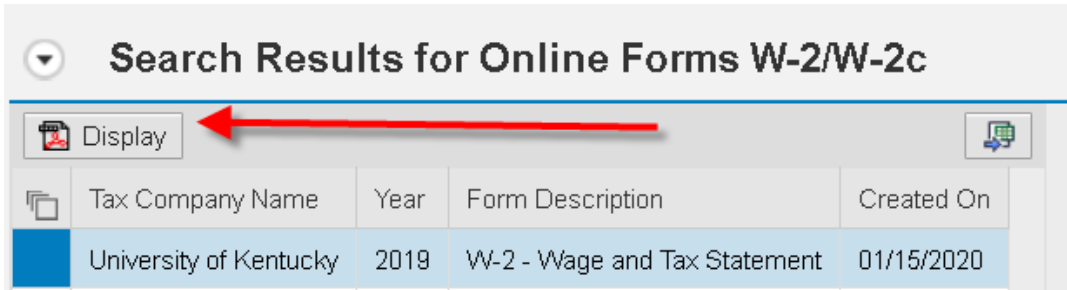 Search Results for Online Forms W-2/W-2c
Display
Tax Company Name Year Form Description Created On
University of Kentucky 2019 W-2 - Wage and Tax Statement 01/15/2020